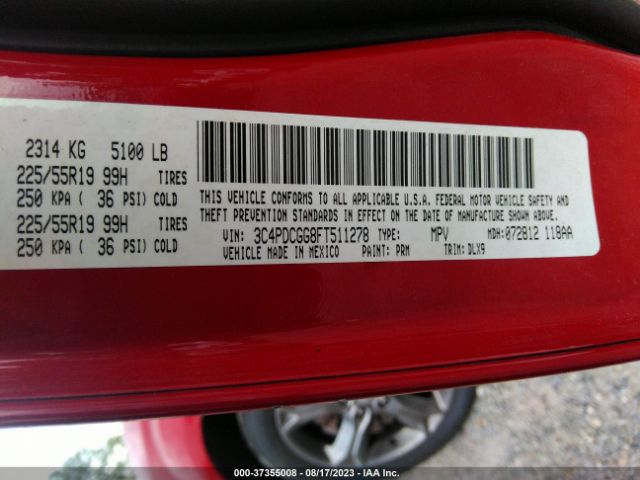 2314 KG 5100 LB
225/55R19 99H TIRES
250 KPA ( 36 PSI) COLD
225/55R19 99H TIRES
250 KPA ( 36 PSI) COLD
THIS VEHICLE CONFORMS TO ALL APPLICABLE U.S.A. FEDERAL MOTOR VEHICLE SAFETY AND
THEFT PREVENTION STANDARDS IN EFFECT ON THE DATE OF MANUFACTURE SHOWN ABOVE.
VIN: 3C4PDCGG8FT511278 TYPE: MPV MDH: 072812 118AA
VEHICLE MADE IN MEXICO PAINT: PRM TRIM: DLX9
000-37355008 | 08/17/2023 | IAA Inc.